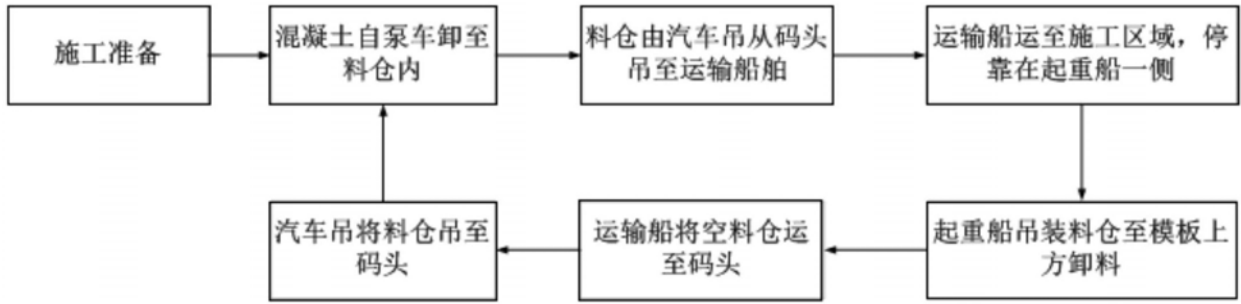 施工准备
混凝土自泵车卸至
料仓内
料仓由汽车吊从码头
吊至运输船舶
运输船运至施工区域，停
靠在起重船一侧
起重船吊装料仓至模板上
方卸料
运输船将空料仓运
至码头
汽车吊将料仓吊至
码头